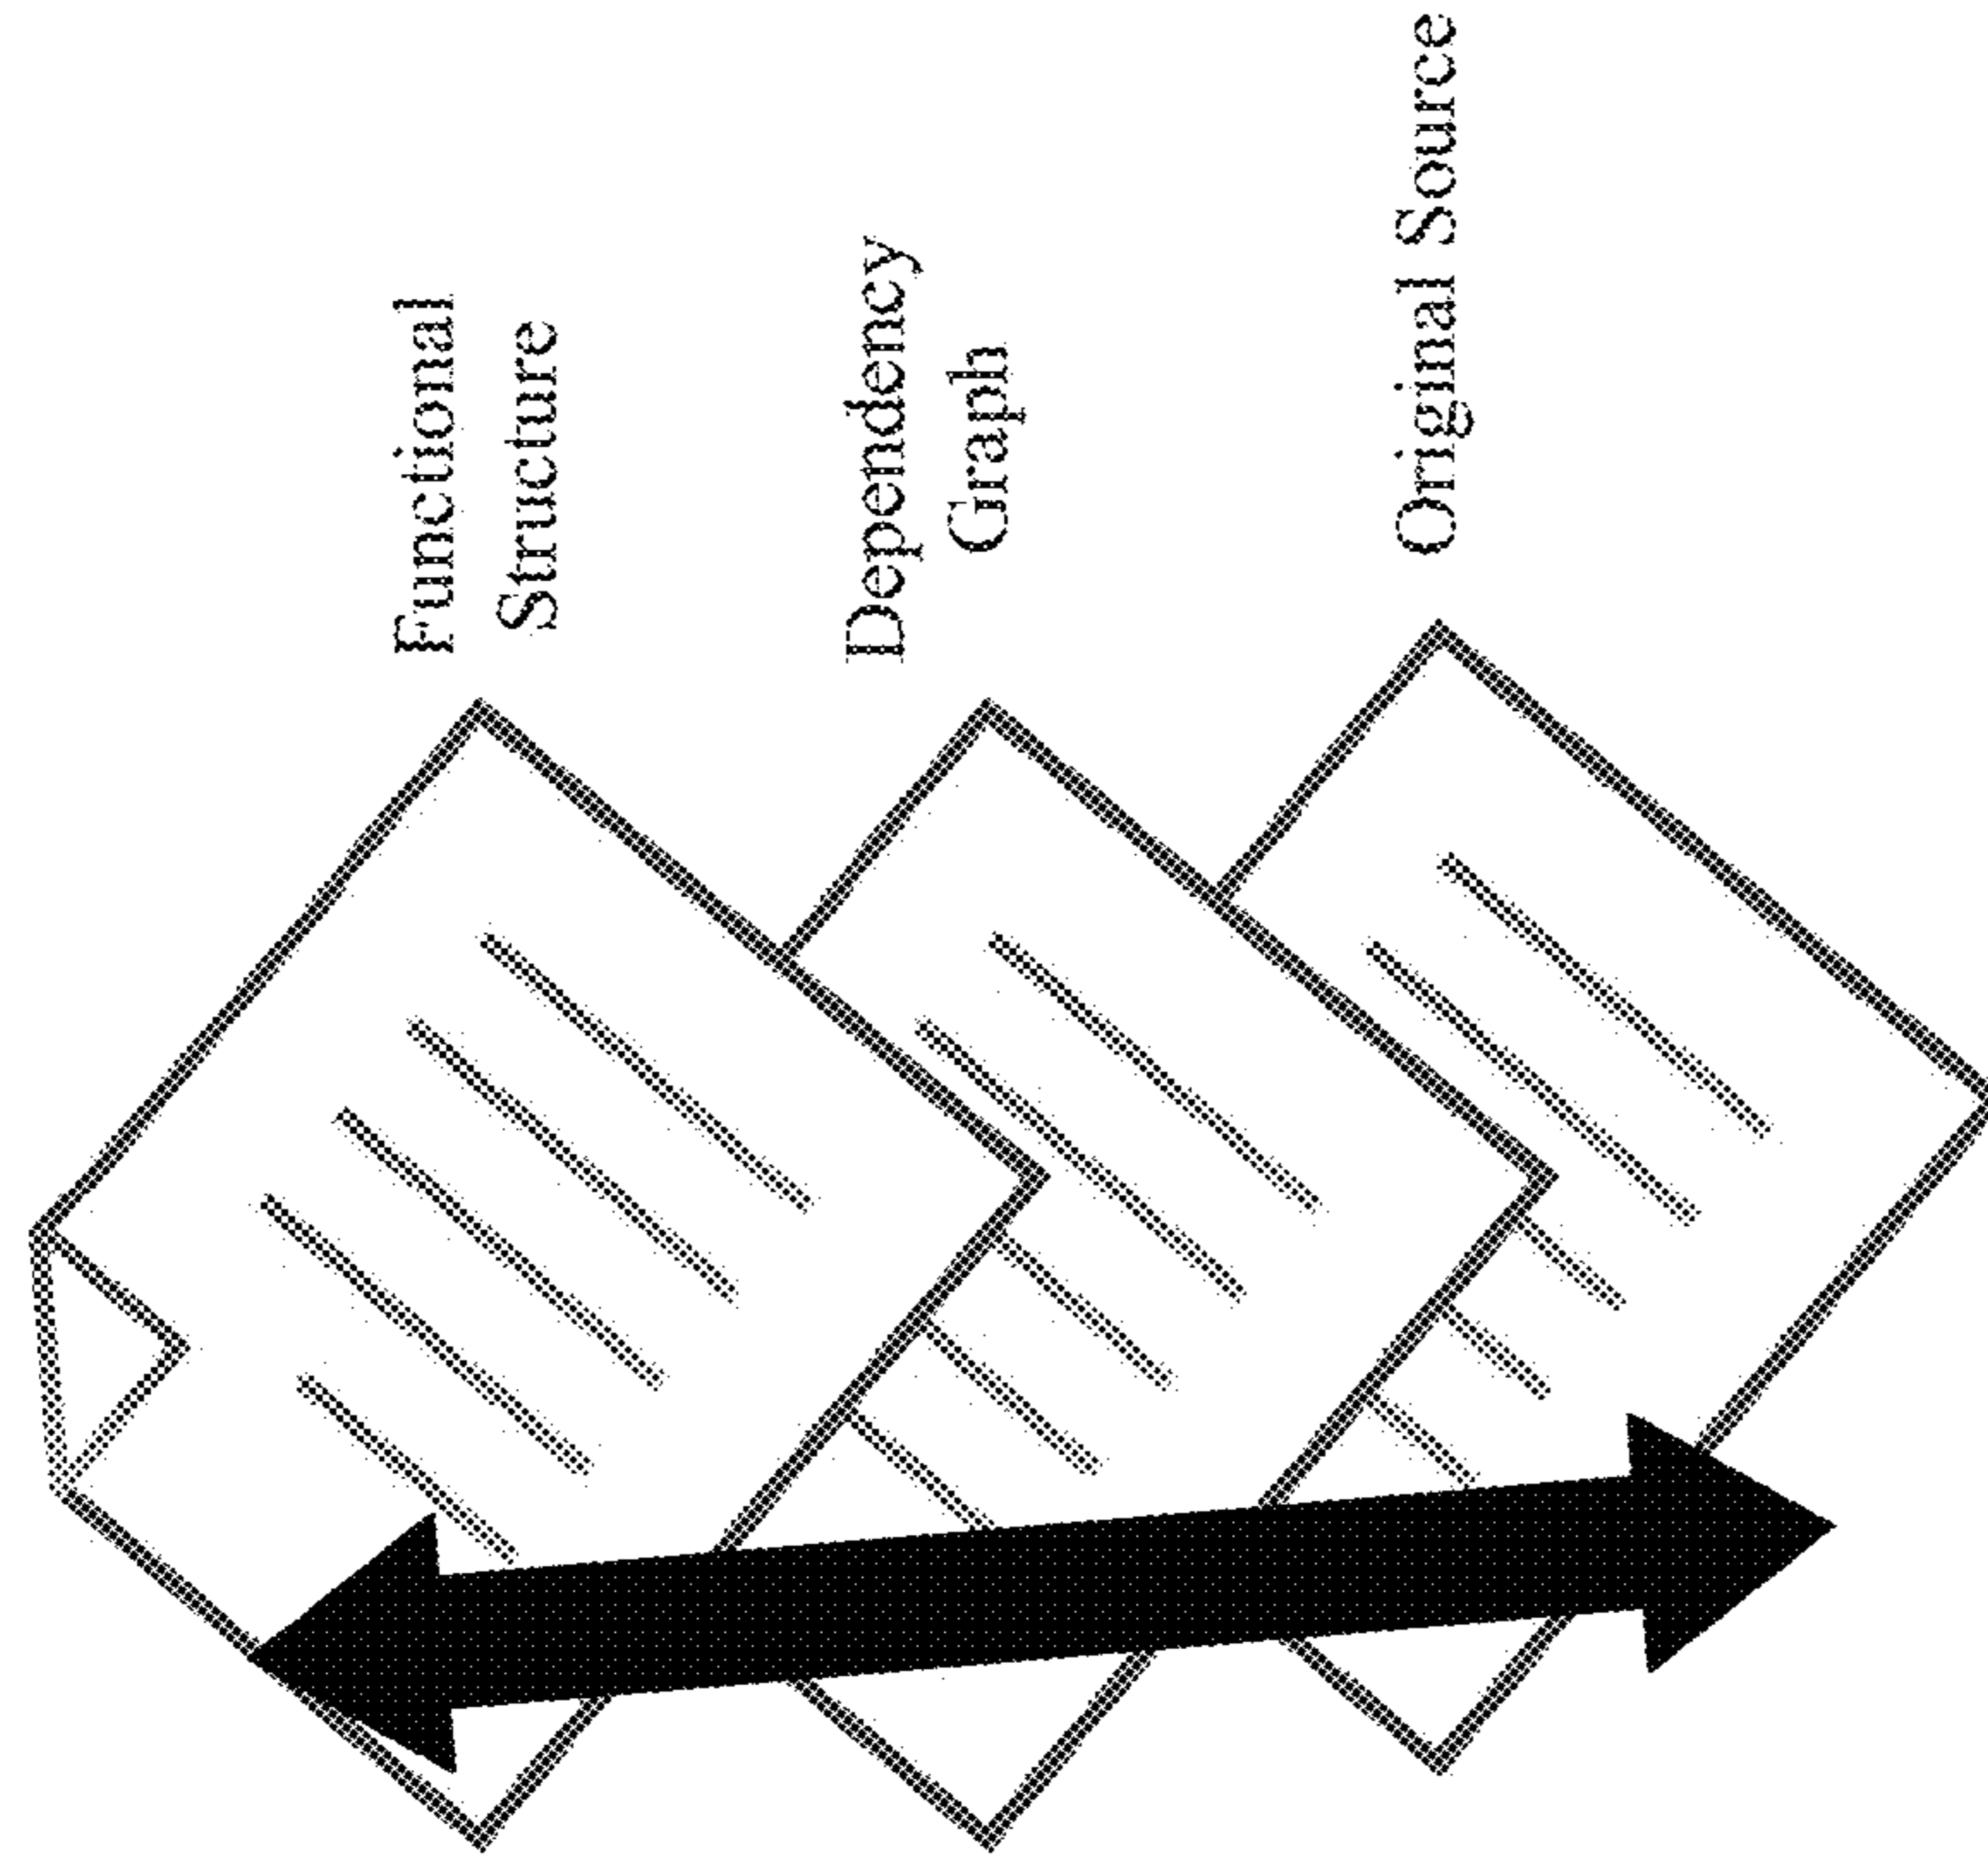 Functional
Structure
Dependency
Graph
Original Source